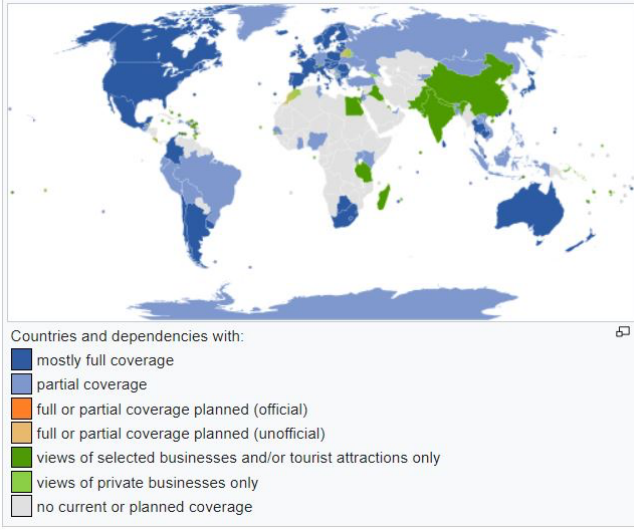 Countries and dependencies with:
mostly full coverage
partial coverage
full or partial coverage planned (official)
full or partial coverage planned (unofficial)
views of selected businesses and/or tourist attractions only
views of private businesses only
no current or planned coverage